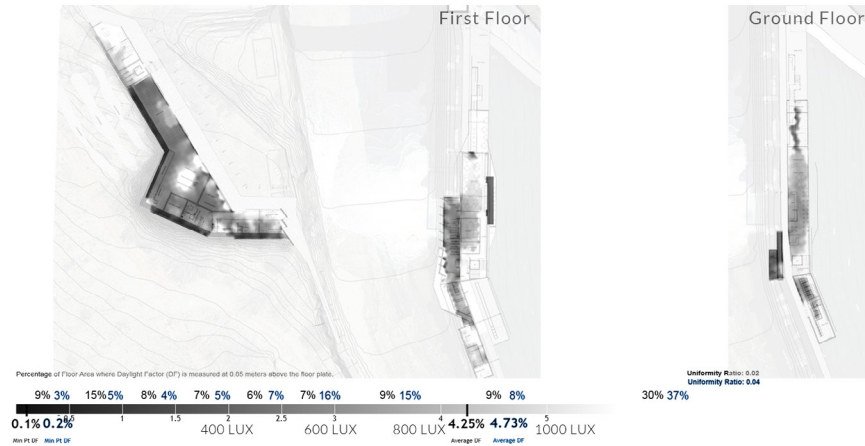 First Floor
Ground Floor
Percentage of Floor Area where Daylight Factor (DF) is measured at 0.85 meters above the floor plate.
Uniformity Ratio: 0.02
Uniformity Ratio: 0.04
9% 3% 15% 5% 8% 4% 7% 5% 6% 7% 7% 16% 9% 15% 9% 8% 30% 37%
0.5 1 1.5 2 2.5 3 4 5
0.1% 0.2% 400 LUX 600 LUX 800 LUX 4.25% 4.73% 1000 LUX
Min Pt DF Min Pt DF Average DF Average DF